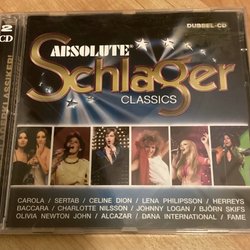 DUBBEL-CD
2
CD
ABSOLUTE
Schlager
CLASSICS
CAROLA / SERTAB / CELINE DION / LENA PHILIPSSON / HERREYS
BACCARA / CHARLOTTE NILSSON / JOHNNY LOGAN / BJÖRN SKIFS
OLIVIA NEWTON JOHN / ALCAZAR / DANA INTERNATIONAL / FAME